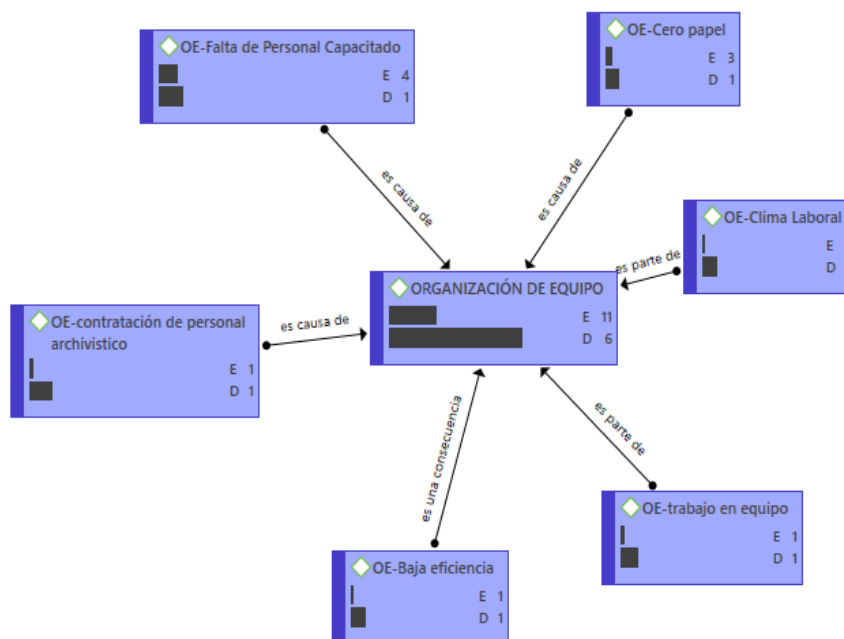 OE-Falta de Personal Capacitado
E 4
D 1
OE-Cero papel
E 3
D 1
es causa de
es causa de
OE-Clima Laboral
E
D
es parte de
ORGANIZACIÓN DE EQUIPO
E 11
D 6
OE-contratación de personal
archivistico
E 1
D 1
es causa de
es una consecuencia
es parte de
OE-trabajo en equipo
E 1
D 1
OE-Baja eficiencia
E 1
D 1